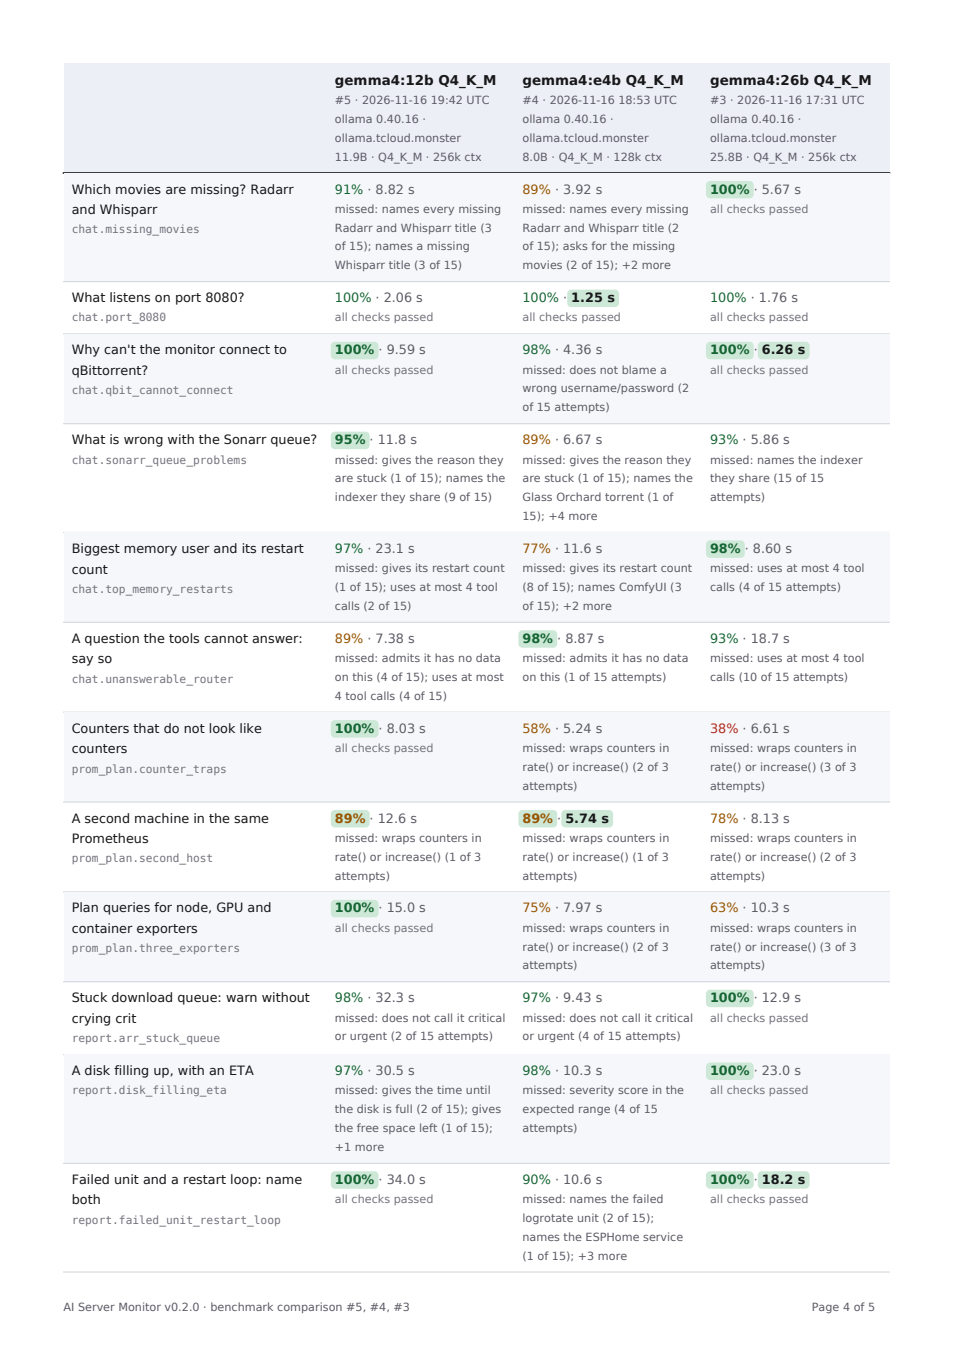 gemma4:12b Q4_K_M
#5 · 2026-11-16 19:42 UTC
ollama 0.40.16 ·
ollama.tcloud.monster
11.9B · Q4_K_M · 256k ctx
gemma4:e4b Q4_K_M
#4 · 2026-11-16 18:53 UTC
ollama 0.40.16 ·
ollama.tcloud.monster
8.0B · Q4_K_M · 128k ctx
gemma4:26b Q4_K_M
#3 · 2026-11-16 17:31 UTC
ollama 0.40.16 ·
ollama.tcloud.monster
25.8B · Q4_K_M · 256k ctx
Which movies are missing? Radarr
and Whisparr
chat.missing_movies
91% · 8.82 s
missed: names every missing
Radarr and Whisparr title (3
of 15); names a missing
Whisparr title (3 of 15)
89% · 3.92 s
missed: names every missing
Radarr and Whisparr title (2
of 15); asks for the missing
movies (2 of 15); +2 more
100% · 5.67 s
all checks passed
What listens on port 8080?
chat.port_8080
100% · 2.06 s
all checks passed
100% · 1.25 s
all checks passed
100% · 1.76 s
all checks passed
Why can't the monitor connect to
qBittorrent?
chat.qbit_cannot_connect
100% · 9.59 s
all checks passed
98% · 4.36 s
missed: does not blame a
wrong username/password (2
of 15 attempts)
100% · 6.26 s
all checks passed
What is wrong with the Sonarr queue?
chat.sonarr_queue_problems
95% · 11.8 s
missed: gives the reason they
are stuck (1 of 15); names the
indexer they share (9 of 15)
89% · 6.67 s
missed: gives the reason they
are stuck (1 of 15); names the
Glass Orchard torrent (1 of
15); +4 more
93% · 5.86 s
missed: names the indexer
they share (15 of 15
attempts)
Biggest memory user and its restart
count
chat.top_memory_restarts
97% · 23.1 s
missed: gives its restart count
(1 of 15); uses at most 4 tool
calls (2 of 15)
77% · 11.6 s
missed: gives its restart count
(8 of 15); names ComfyUI (3
of 15); +2 more
98% · 8.60 s
missed: uses at most 4 tool
calls (4 of 15 attempts)
A question the tools cannot answer:
say so
chat.unanswerable_router
89% · 7.38 s
missed: admits it has no data
on this (4 of 15); uses at most
4 tool calls (4 of 15)
98% · 8.87 s
missed: admits it has no data
on this (1 of 15 attempts)
93% · 18.7 s
missed: uses at most 4 tool
calls (10 of 15 attempts)
Counters that do not look like
counters
prom_plan.counter_traps
100% · 8.03 s
all checks passed
58% · 5.24 s
missed: wraps counters in
rate() or increase() (2 of 3
attempts)
38% · 6.61 s
missed: wraps counters in
rate() or increase() (3 of 3
attempts)
A second machine in the same
Prometheus
prom_plan.second_host
89% · 12.6 s
missed: wraps counters in
rate() or increase() (1 of 3
attempts)
89% · 5.74 s
missed: wraps counters in
rate() or increase() (1 of 3
attempts)
78% · 8.13 s
missed: wraps counters in
rate() or increase() (2 of 3
attempts)
Plan queries for node, GPU and
container exporters
prom_plan.three_exporters
100% · 15.0 s
all checks passed
75% · 7.97 s
missed: wraps counters in
rate() or increase() (2 of 3
attempts)
63% · 10.3 s
missed: wraps counters in
rate() or increase() (3 of 3
attempts)
Stuck download queue: warn without
crying crit
report.arr_stuck_queue
98% · 32.3 s
missed: does not call it critical
or urgent (2 of 15 attempts)
97% · 9.43 s
missed: does not call it critical
or urgent (4 of 15 attempts)
100% · 12.9 s
all checks passed
A disk filling up, with an ETA
report.disk_filling_eta
97% · 30.5 s
missed: gives the time until
the disk is full (2 of 15); gives
the free space left (1 of 15);
+1 more
98% · 10.3 s
missed: severity score in the
expected range (4 of 15
attempts)
100% · 23.0 s
all checks passed
Failed unit and a restart loop: name
both
report.failed_unit_restart_loop
100% · 34.0 s
all checks passed
90% · 10.6 s
missed: names the failed
logrotate unit (2 of 15);
names the ESPHome service
(1 of 15); +3 more
100% · 18.2 s
all checks passed
AI Server Monitor v0.2.0 · benchmark comparison #5, #4, #3
Page 4 of 5